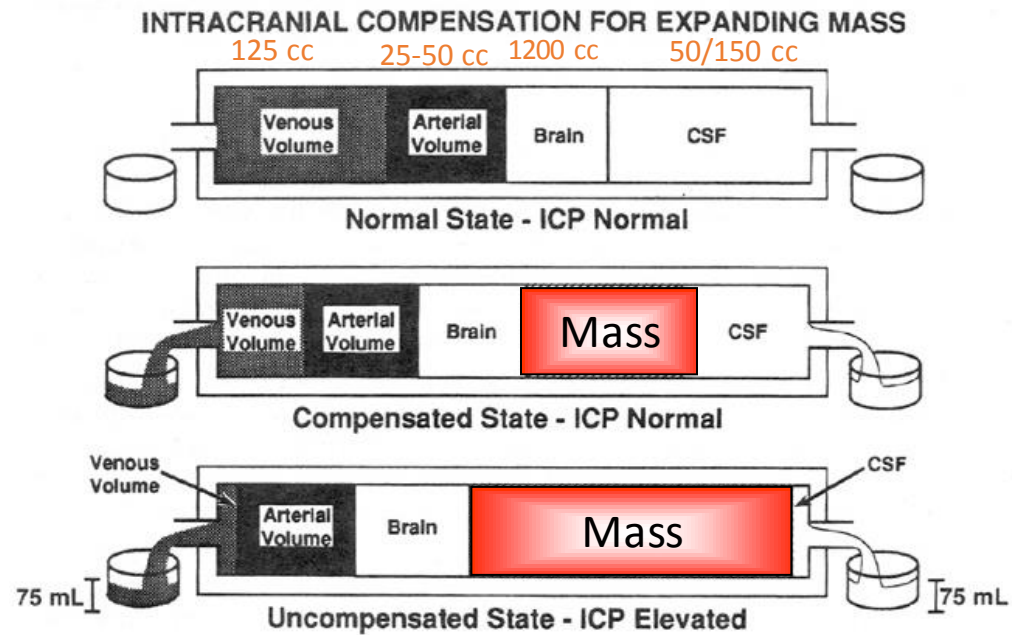 INTRACRANIAL COMPENSATION FOR EXPANDING MASS
125 cc 25-50 cc 1200 cc 50/150 cc
Venous Volume
Arterial Volume
Brain
CSF
Normal State - ICP Normal
Venous Volume
Arterial Volume
Brain
Mass
CSF
Compensated State - ICP Normal
Venous Volume
CSF
Arterial Volume
Brain
Mass
75 mL
75 mL
Uncompensated State - ICP Elevated